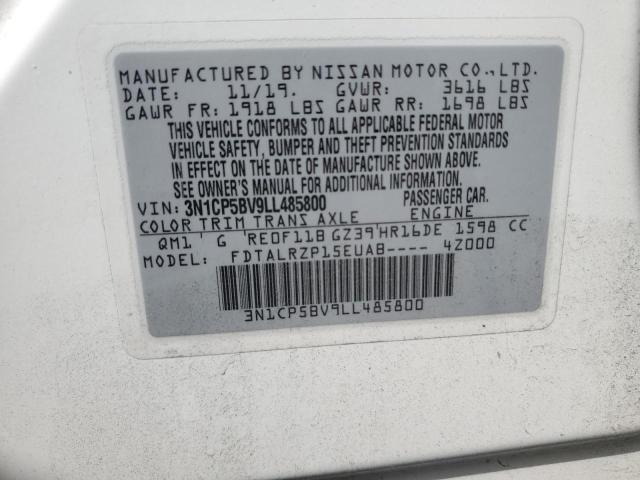 MANUFACTURED BY NISSAN MOTOR CO.,LTD.
DATE: 11/19. GVWR: 3616 LBS
GAWR FR: 1918 LBS GAWR RR: 1698 LBS
THIS VEHICLE CONFORMS TO ALL APPLICABLE FEDERAL MOTOR
VEHICLE SAFETY, BUMPER AND THEFT PREVENTION STANDARDS
IN EFFECT ON THE DATE OF MANUFACTURE SHOWN ABOVE.
SEE OWNER'S MANUAL FOR ADDITIONAL INFORMATION.
VIN: 3N1CP5BV9LL485800 PASSENGER CAR.
COLOR TRIM TRANS AXLE ENGINE
QM1 ' G ' RE0F11B GZ39'HR16DE 1598 CC
MODEL: FDTALRZP15EUAB---- 4Z000
3N1CP5BV9LL485800